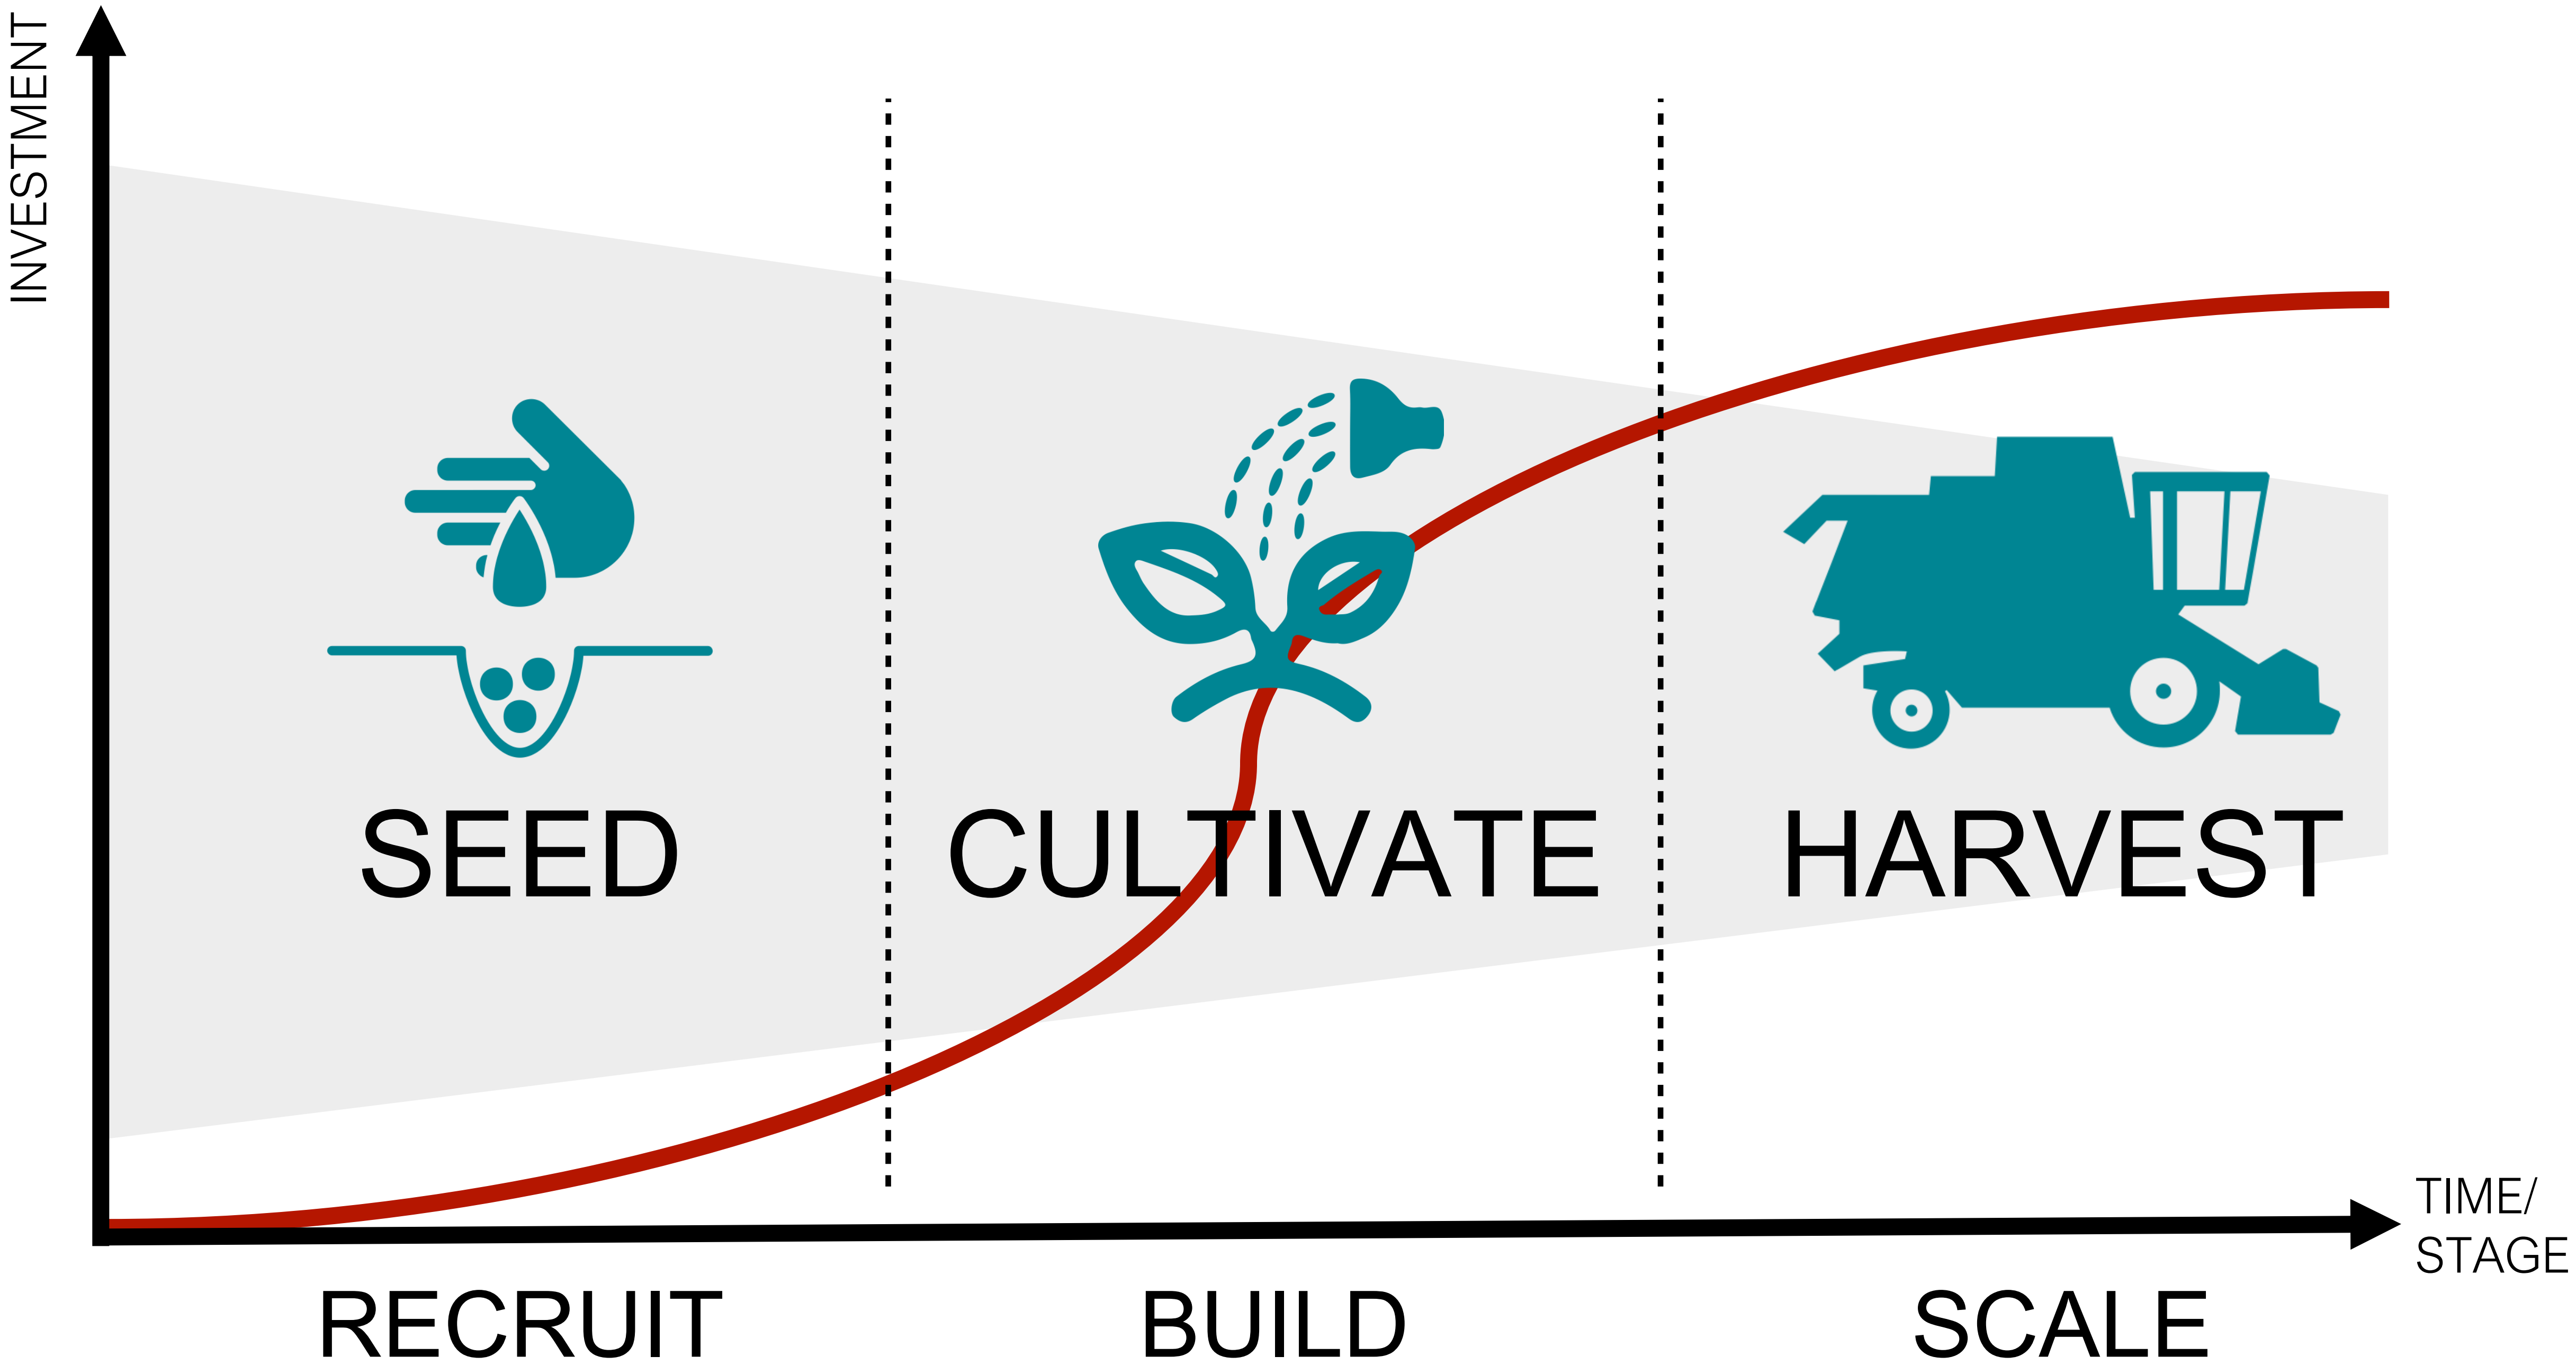 INVESTMENT
SEED
CULTIVATE
HARVEST
TIME/
STAGE
RECRUIT
BUILD
SCALE